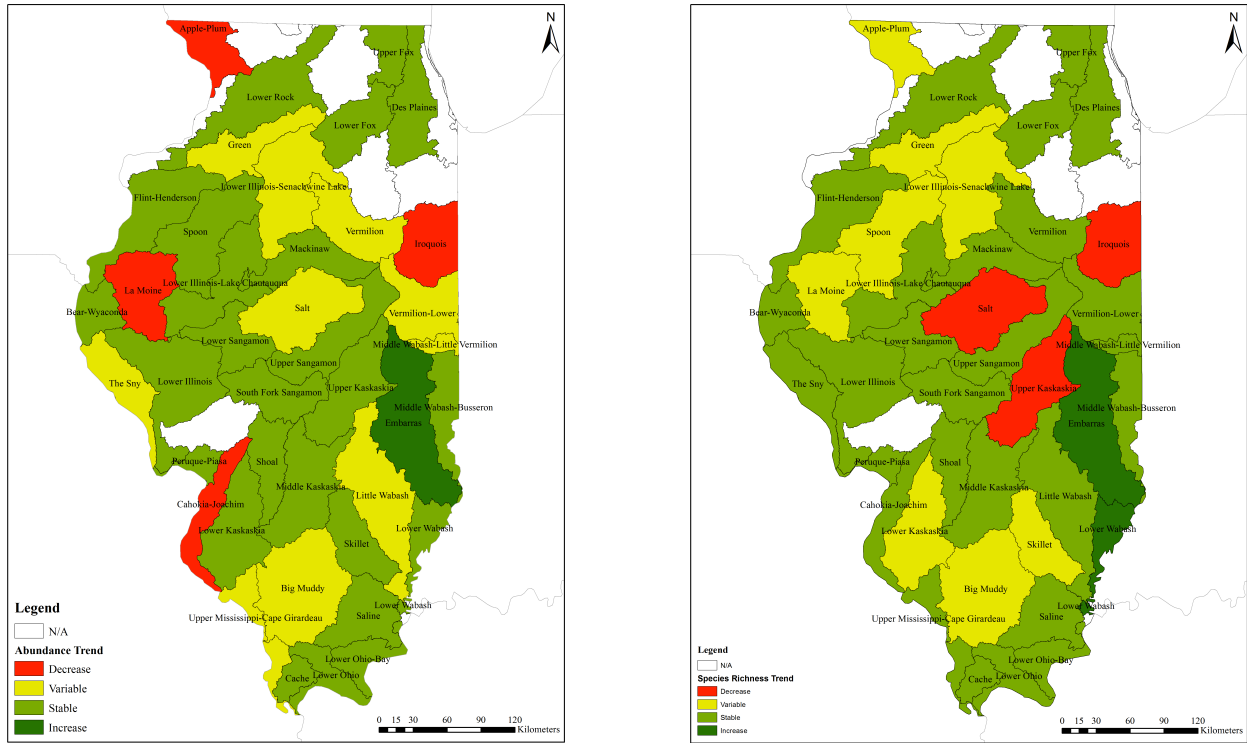 N
Apple-Plum
Upper Fox
Lower Rock
Des Plaines
Lower Fox
Green
Lower Illinois-Senachwine Lake
Flint-Henderson
Spoon
Vermilion
Iroquois
Mackinaw
La Moine
Lower Illinois-Lake Chautauqua
Bear-Wyaconda
Salt
Vermilion-Lower
Lower Sangamon
Middle Wabash-Little Vermilion
Upper Sangamon
The Sny
Lower Illinois
South Fork Sangamon
Upper Kaskaskia
Middle Wabash-Busseron
Embarras
Peruque-Piasa
Shoal
Middle Kaskaskia
Little Wabash
Cahokia-Joachim
Lower Kaskaskia
Lower Wabash
Skillet
Big Muddy
Lower Wabash
Upper Mississippi-Cape Girardeau
Saline
Lower Ohio-Bay
Cache
Lower Ohio
Legend
N/A
Abundance Trend
Decrease
Variable
Stable
Increase
0 15 30 60 90 120
Kilometers
N
Apple-Plum
Upper Fox
Lower Rock
Des Plaines
Lower Fox
Green
Lower Illinois-Senachwine Lake
Flint-Henderson
Spoon
Vermilion
Iroquois
Mackinaw
La Moine
Lower Illinois-Lake Chautauqua
Bear-Wyaconda
Salt
Vermilion-Lower
Lower Sangamon
Middle Wabash-Little Vermilion
Upper Sangamon
The Sny
Lower Illinois
South Fork Sangamon
Upper Kaskaskia
Middle Wabash-Busseron
Embarras
Peruque-Piasa
Shoal
Middle Kaskaskia
Little Wabash
Cahokia-Joachim
Lower Kaskaskia
Lower Wabash
Skillet
Big Muddy
Lower Wabash
Upper Mississippi-Cape Girardeau
Saline
Lower Ohio-Bay
Cache
Lower Ohio
Legend
N/A
Species Richness Trend
Decrease
Variable
Stable
Increase
0 15 30 60 90 120
Kilometers